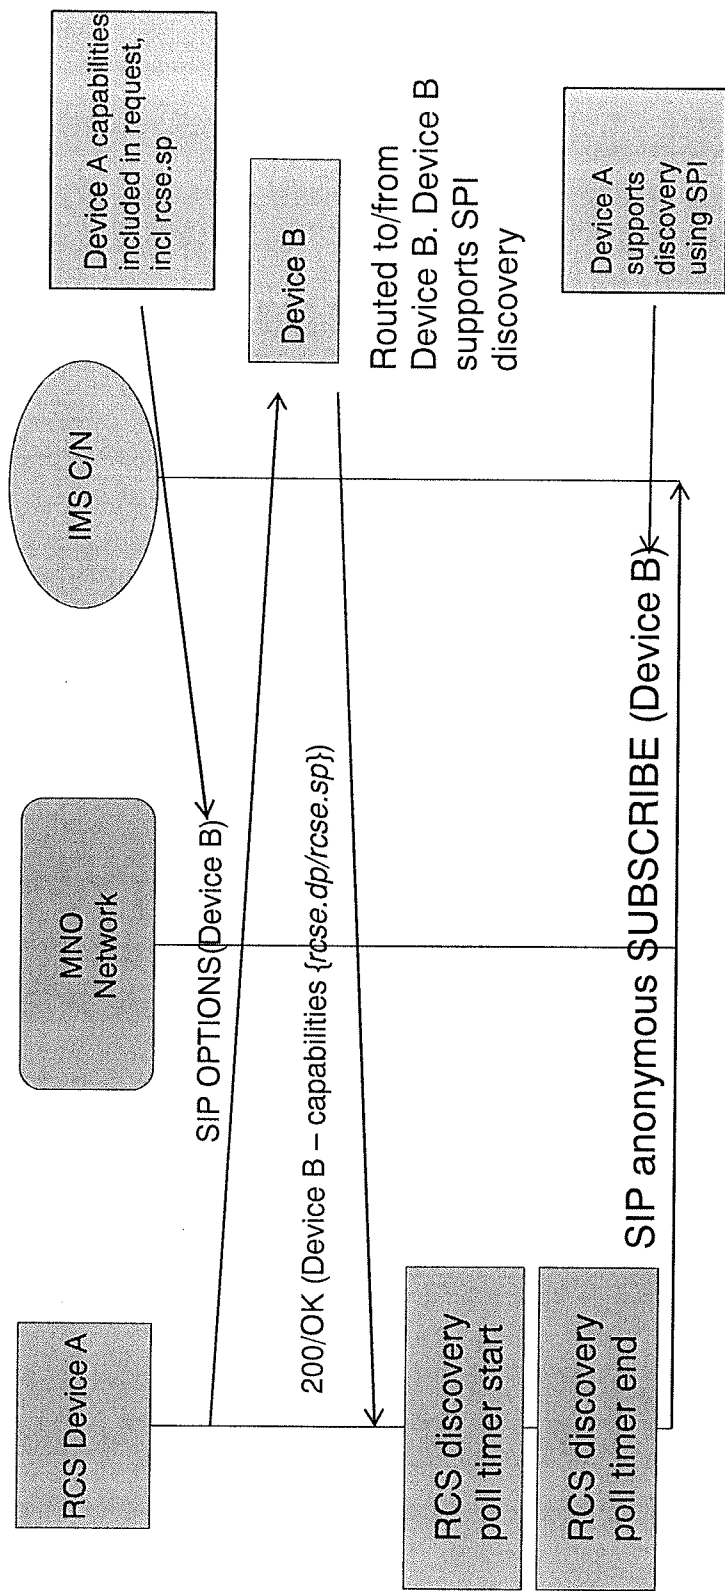 RCS Device A
MNO
Network
IMS C/N
Device A capabilities
included in request,
incl rcse.sp
SIP OPTIONS(Device B)
Device B
200/OK (Device B – capabilities {rcse.dp/rcse.sp})
Routed to/from
Device B. Device B
supports SPI
discovery
RCS discovery
poll timer start
RCS discovery
poll timer end
SIP anonymous SUBSCRIBE (Device B)
Device A
supports
discovery
using SPI